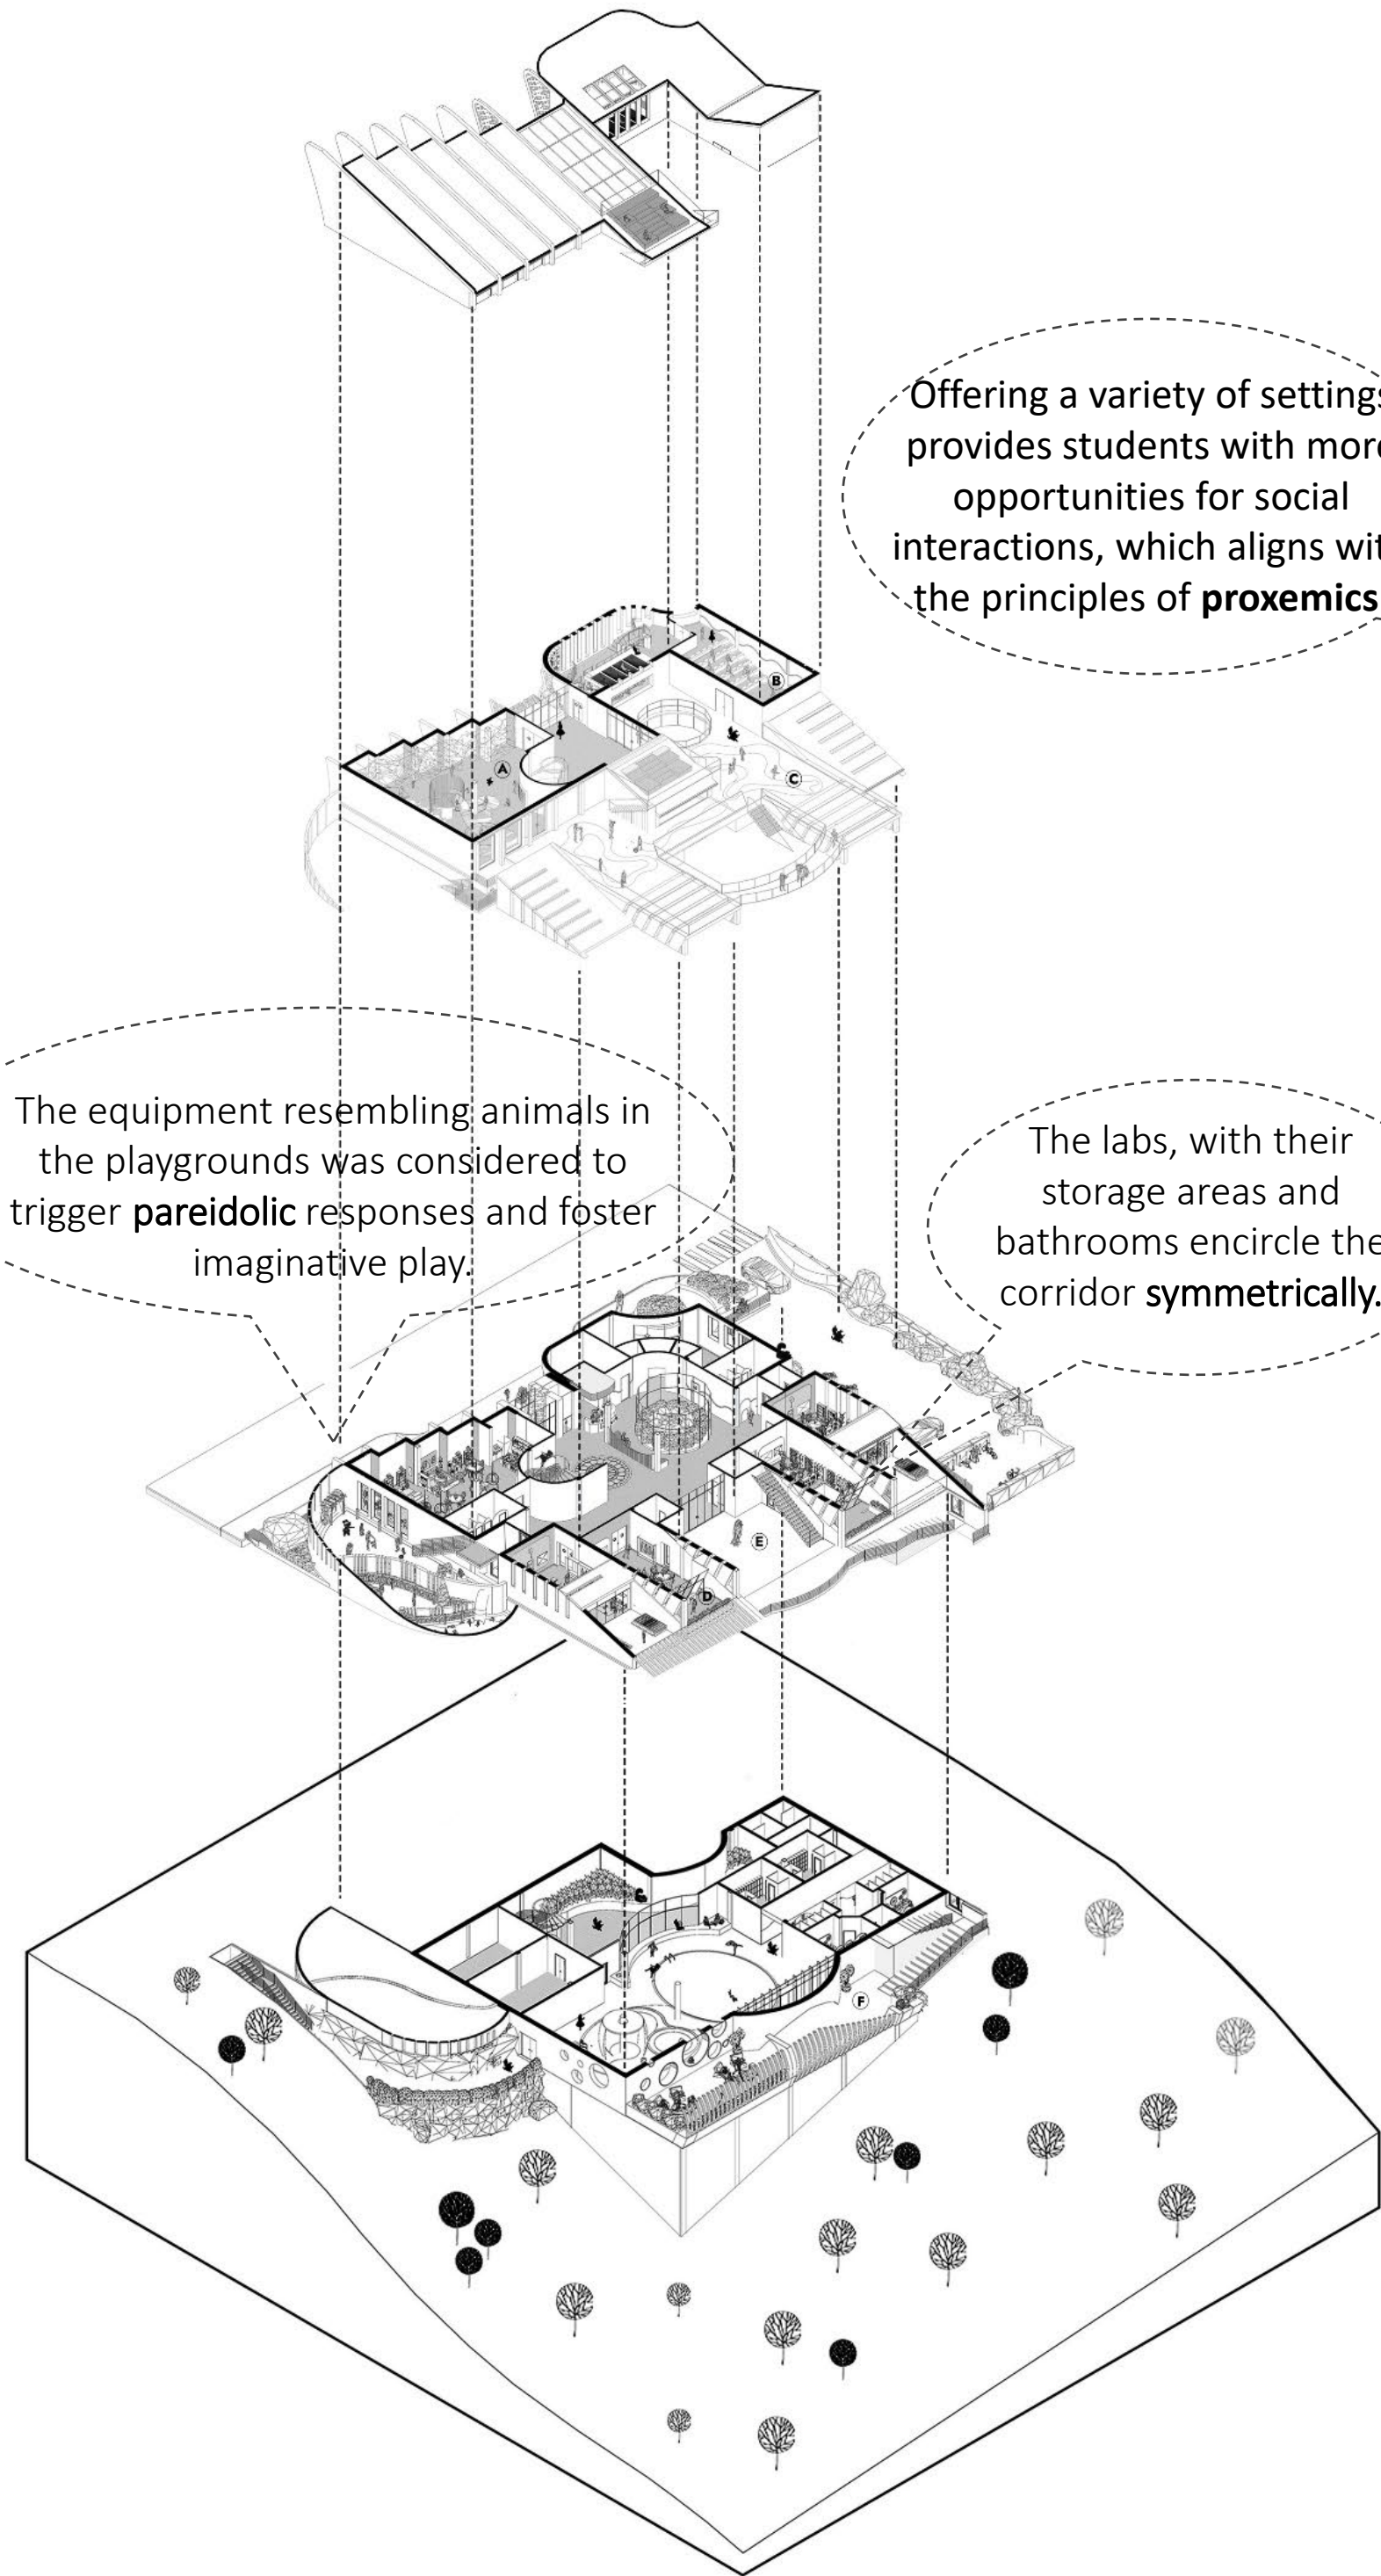 Offering a variety of settings
provides students with more
opportunities for social
interactions, which aligns wit
the principles of proxemics
B
A
C
The equipment resembling animals in
the playgrounds was considered to
trigger pareidolic responses and foster
imaginative play.
The labs, with their
storage areas and
bathrooms encircle the
corridor symmetrically.
E
D
F